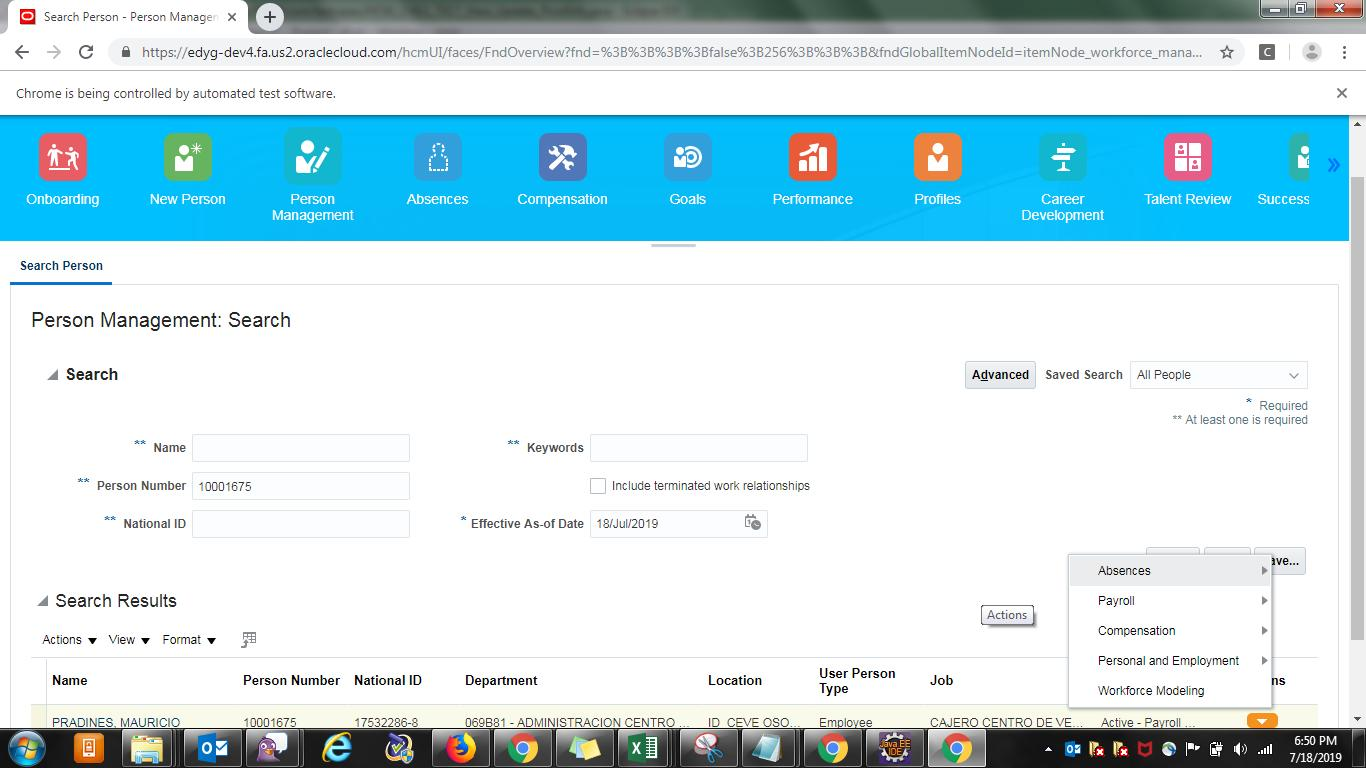 Search Person - Person Managen
https://edyg-dev4.fa.us2.oraclecloud.com/hcmUI/faces/FndOverview?fnd=%3B%3B%3B%3Bfalse%3B256%3B%3B%3B&fndGlobalItemNodeId=itemNode_workforce_mana...
Chrome is being controlled by automated test software.
Onboarding
New Person
Person
Management
Absences
Compensation
Goals
Performance
Profiles
Career
Development
Talent Review
Success
Search Person
Person Management: Search
Search
Advanced Saved Search All People
* Required
** At least one is required
** Name
** Keywords
** Person Number 10001675
Include terminated work relationships
** National ID
* Effective As-of Date 18/Jul/2019
ave...
Absences
Payroll
Compensation
Personal and Employment
Workforce Modeling
Search Results
Actions
Actions View Format
Name Person Number National ID Department Location User Person Type Job ns
PRADINES, MAURICIO 10001675 17532286-8 069B81 - ADMINISTRACION CENTRO ... ID_CEVE OSO... Employee CAJERO CENTRO DE VE... Active - Payroll ...
Java EE
IDE
6:50 PM
7/18/2019